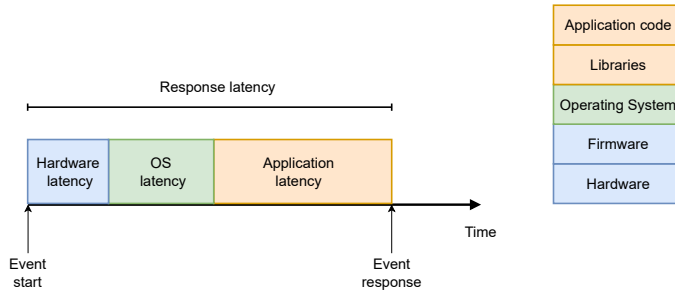 Response latency
Hardware
latency
OS
latency
Application
latency
Time
Event
start
Event
response
Application code
Libraries
Operating System
Firmware
Hardware